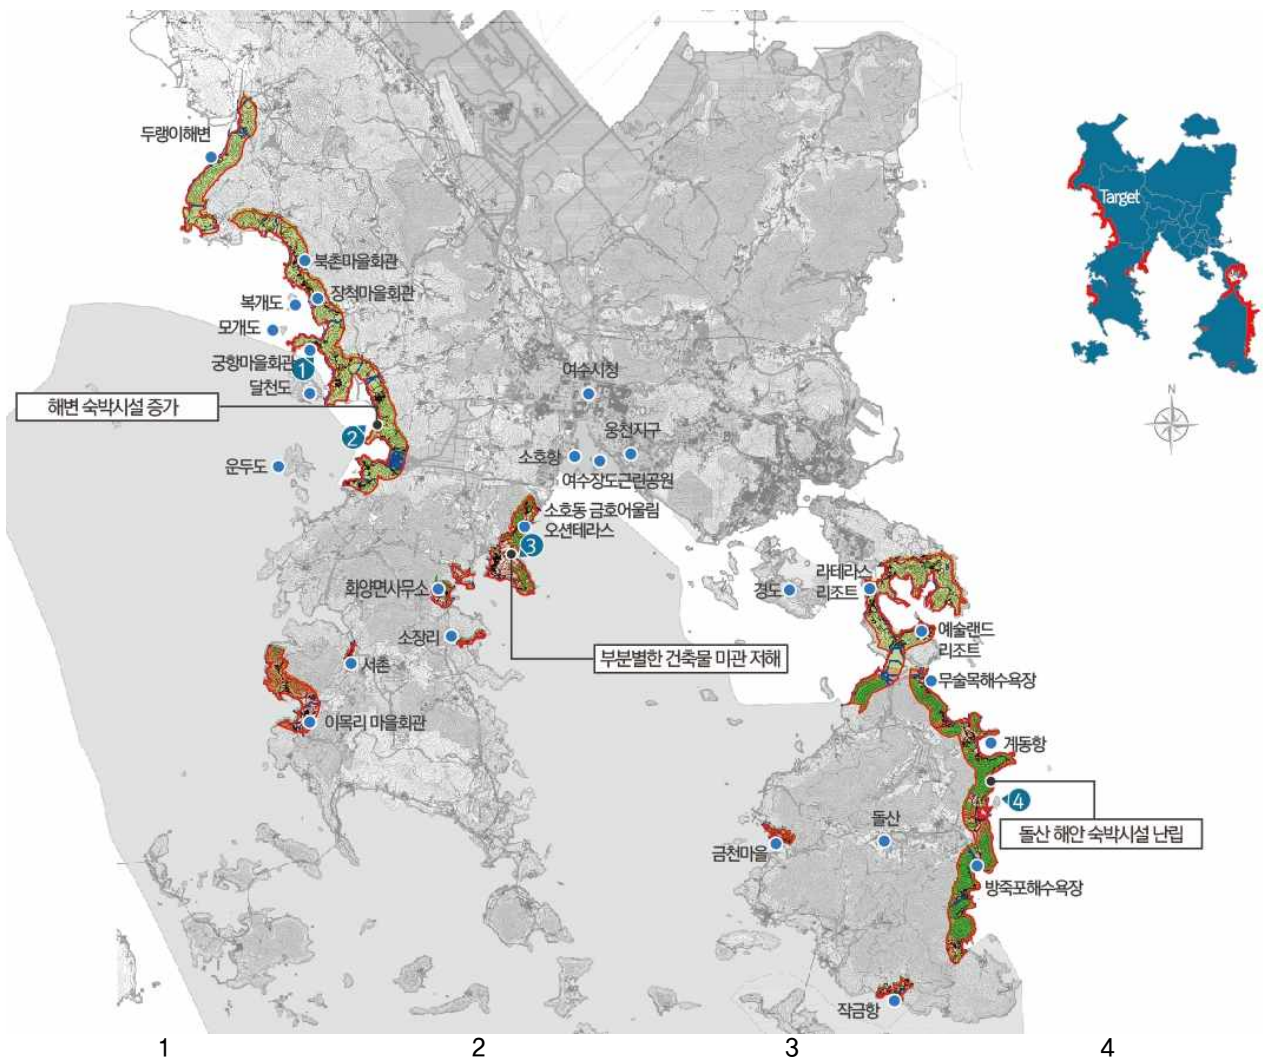 두랭이해변
Target
북촌마을회관
장척마을회관
복개도
모개도
N
궁항마을회관
1
달천도
여수시청
해변 숙박시설 증가
2
웅천지구
소호항
운두도
여수장도근린공원
소호동 금호어울림
오션테라스
3
화양면사무소
경도
라테라스
리조트
소장리
예술랜드
리조트
부분별한 건축물 미관 저해
서촌
무술목해수욕장
이목리 마을회관
계동항
4
돌산
돌산 해안 숙박시설 난립
금천마을
방죽포해수욕장
작금항
1
2
3
4